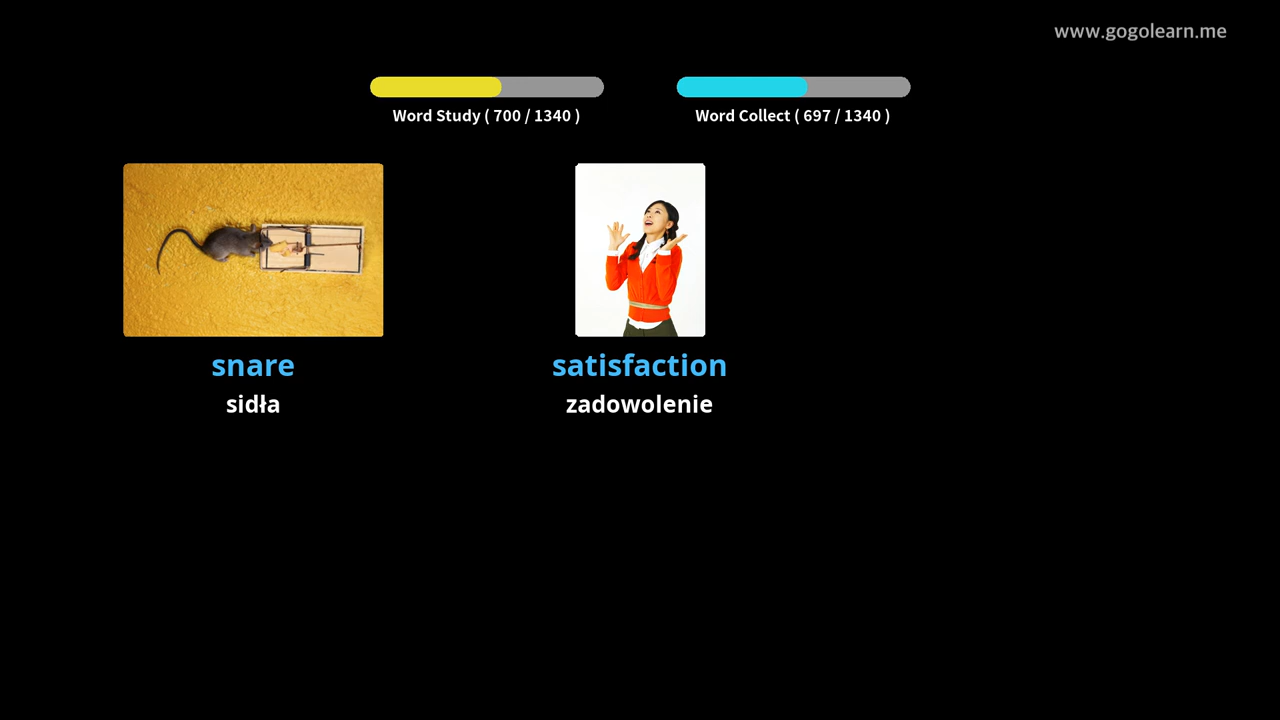 www.gogolearn.me
Word Study ( 700 / 1340 )
Word Collect ( 697 / 1340 )
snare
satisfaction
sidła
zadowolenie